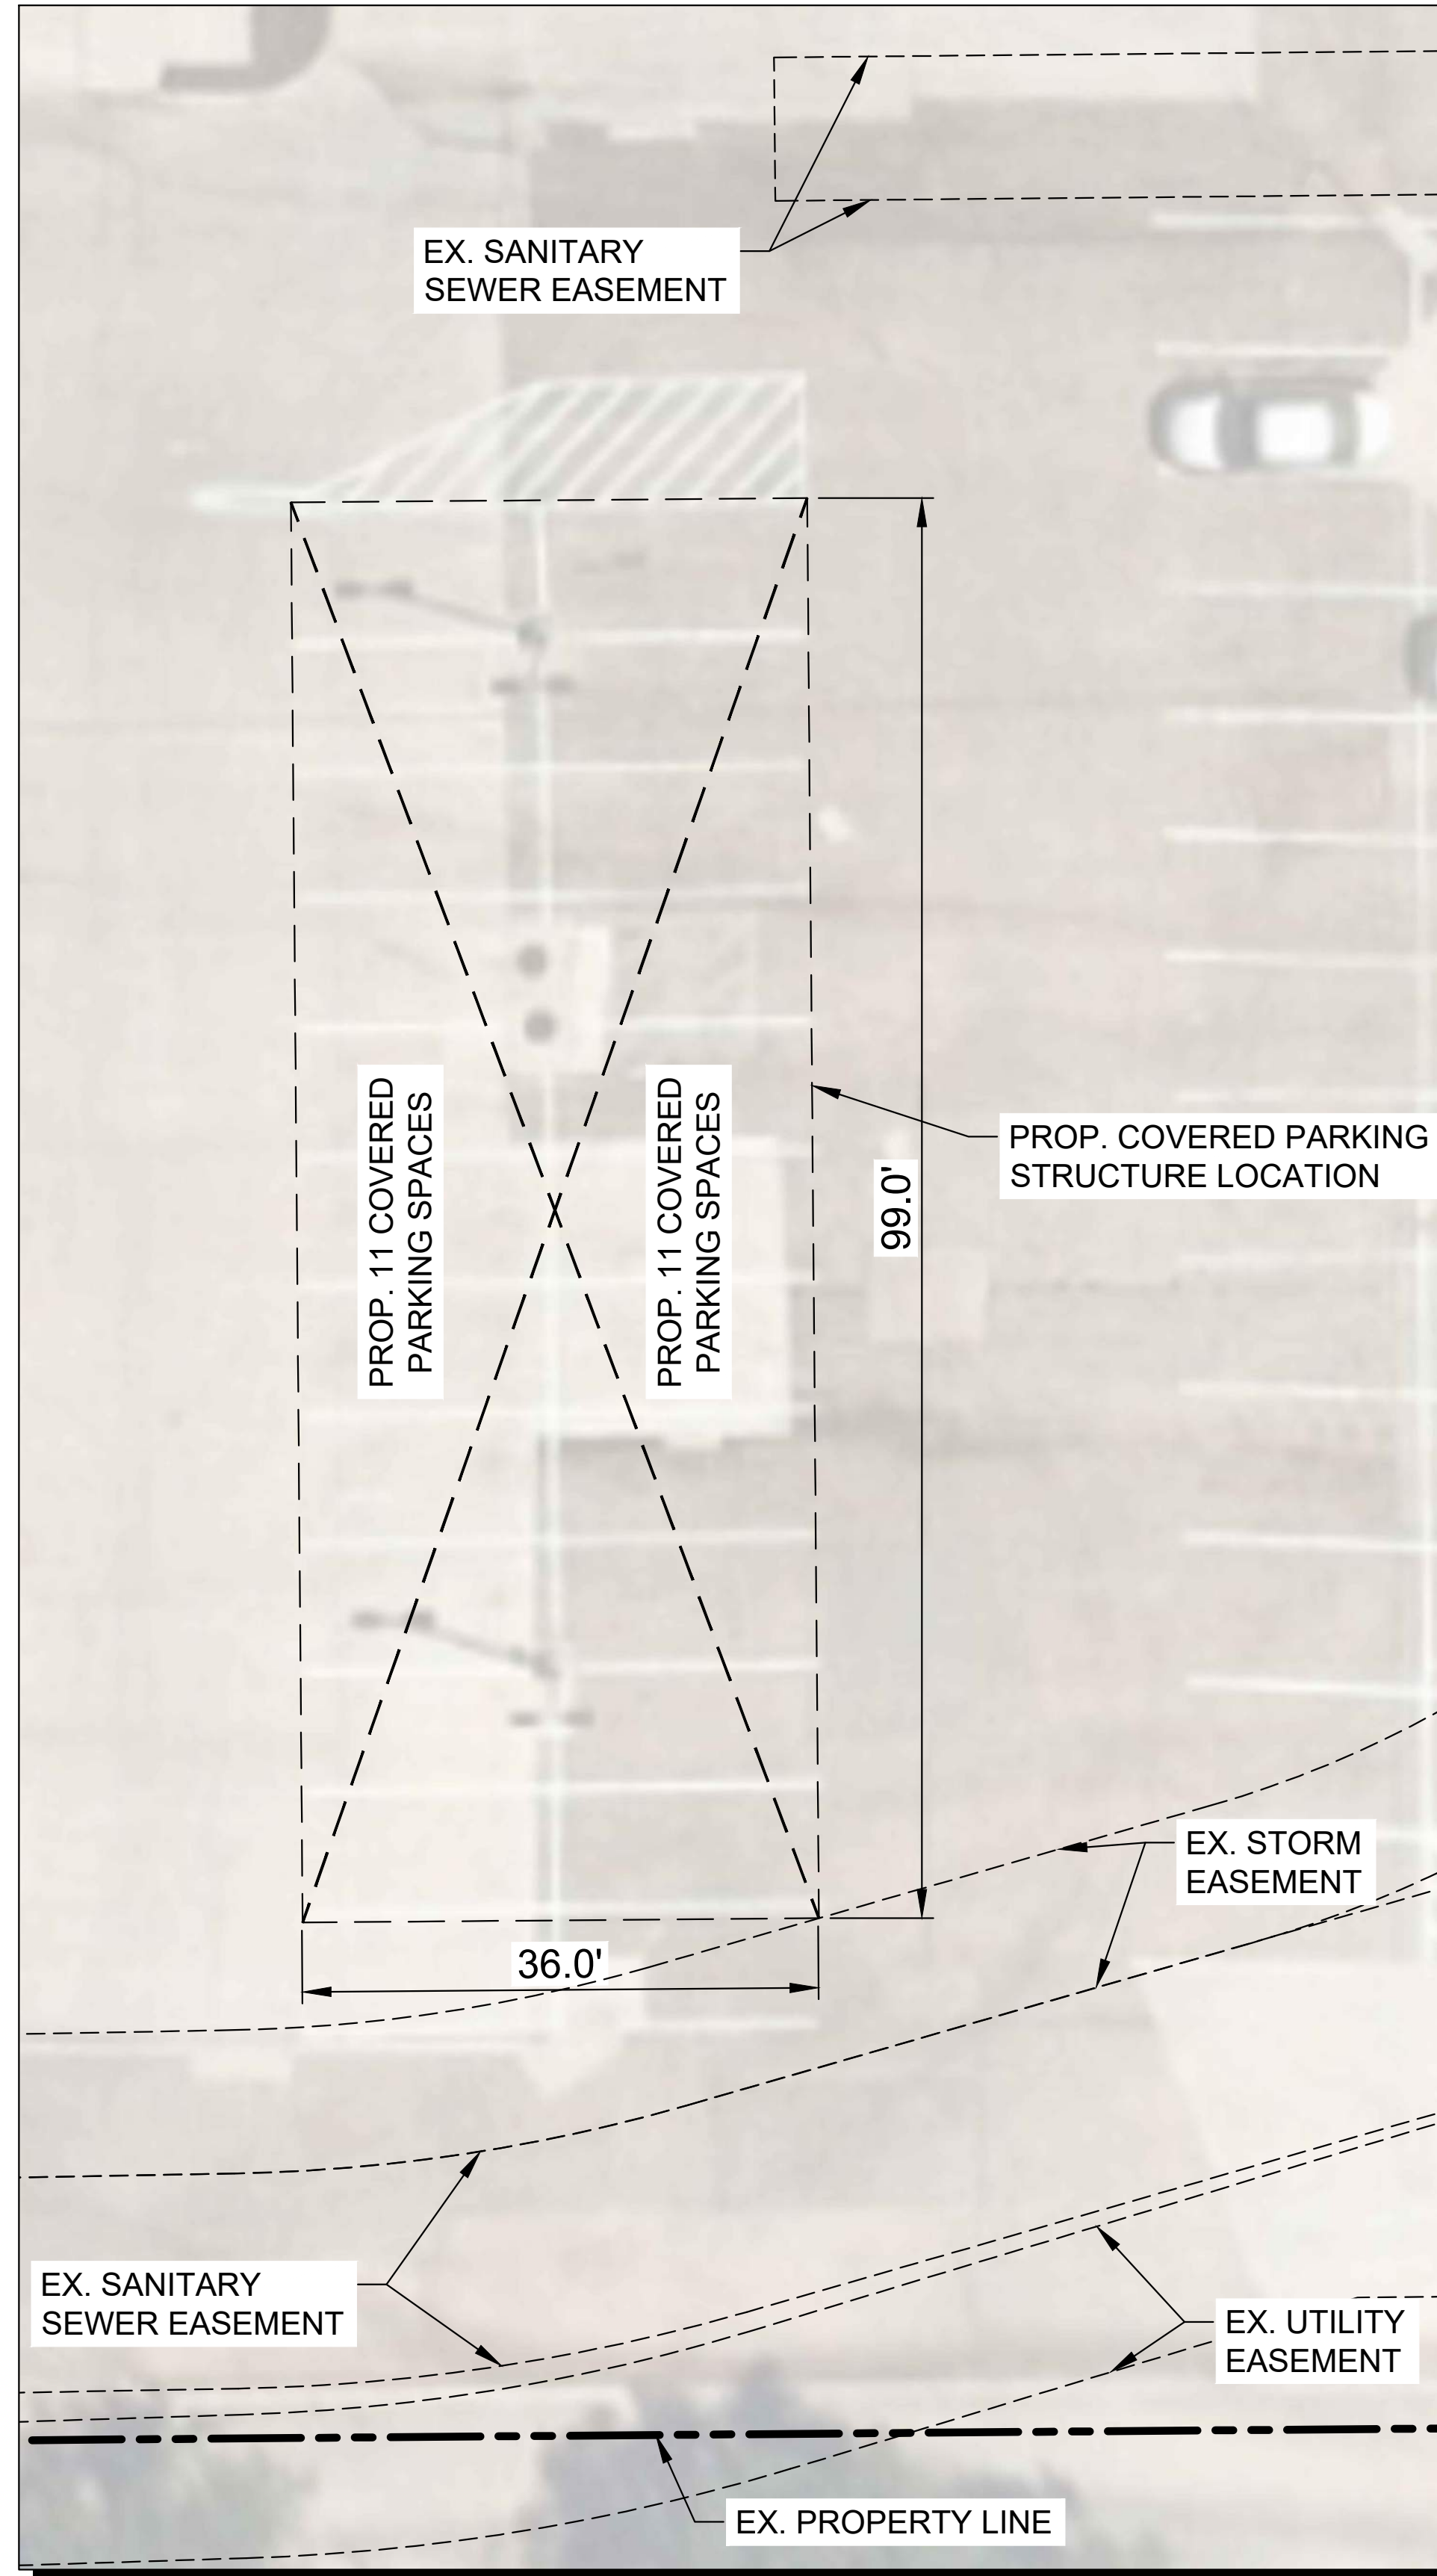 EX. SANITARY
SEWER EASEMENT
PROP. 11 COVERED
PARKING SPACES
PROP. 11 COVERED
PARKING SPACES
99.0'
PROP. COVERED PARKING
STRUCTURE LOCATION
EX. STORM
EASEMENT
36.0'
EX. SANITARY
SEWER EASEMENT
EX. UTILITY
EASEMENT
EX. PROPERTY LINE